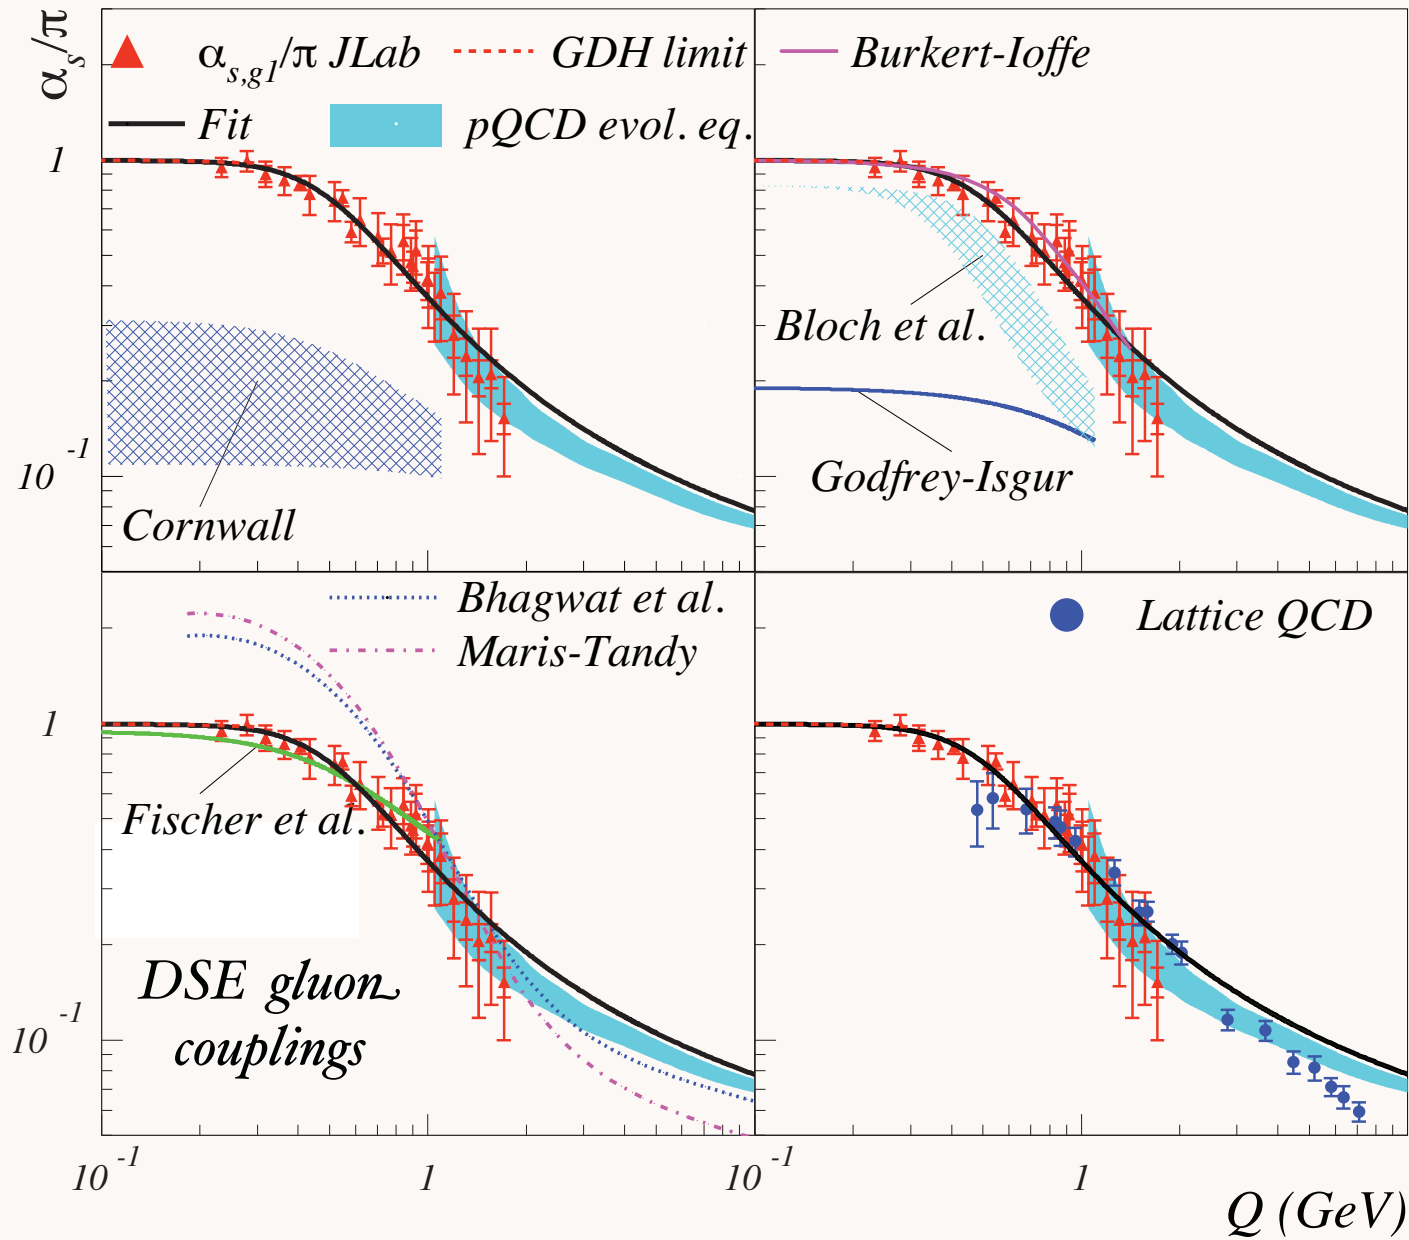 α_s/π
α_{s,g1}/π JLab GDH limit Burkert-Ioffe
Fit pQCD evol. eq.
1
Bloch et al.
10^{-1} Godfrey-Isgur
Cornwall
Bhagwat et al. Lattice QCD
Maris-Tandy
1
Fischer et al.
DSE gluon
couplings
10^{-1}
10^{-1} 1 10^{-1} 1
Q (GeV)